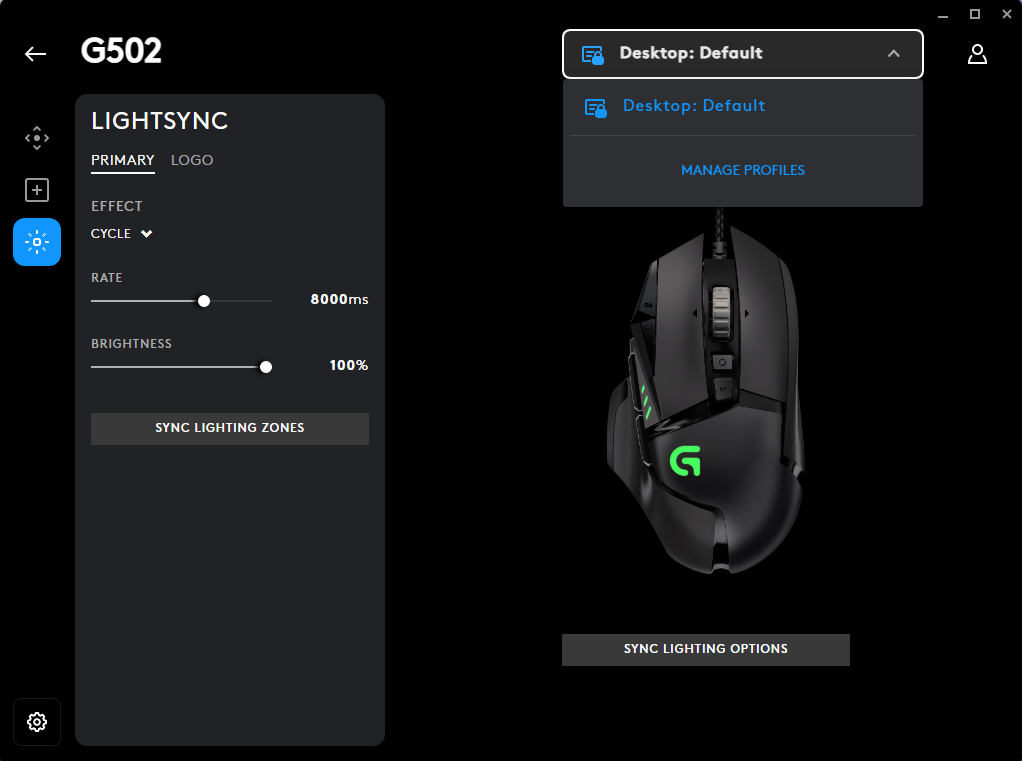 G502
Desktop: Default
Desktop: Default
MANAGE PROFILES
LIGHTSYNC
PRIMARY LOGO
EFFECT
CYCLE
RATE
8000ms
BRIGHTNESS
100%
SYNC LIGHTING ZONES
SYNC LIGHTING OPTIONS